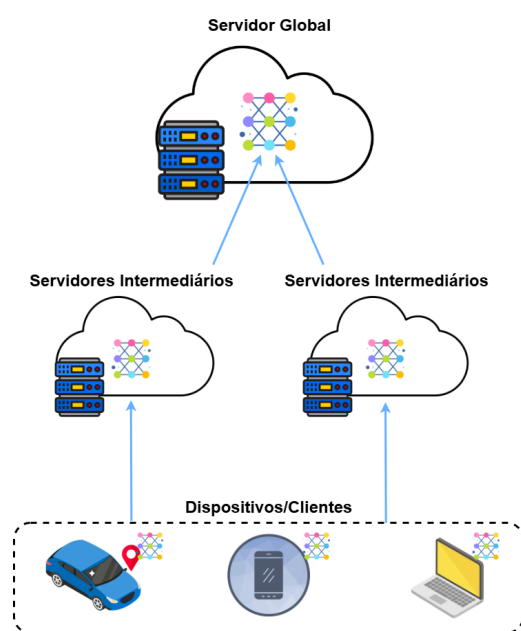 Servidor Global
Servidores Intermediários
Servidores Intermediários
Dispositivos/Clientes